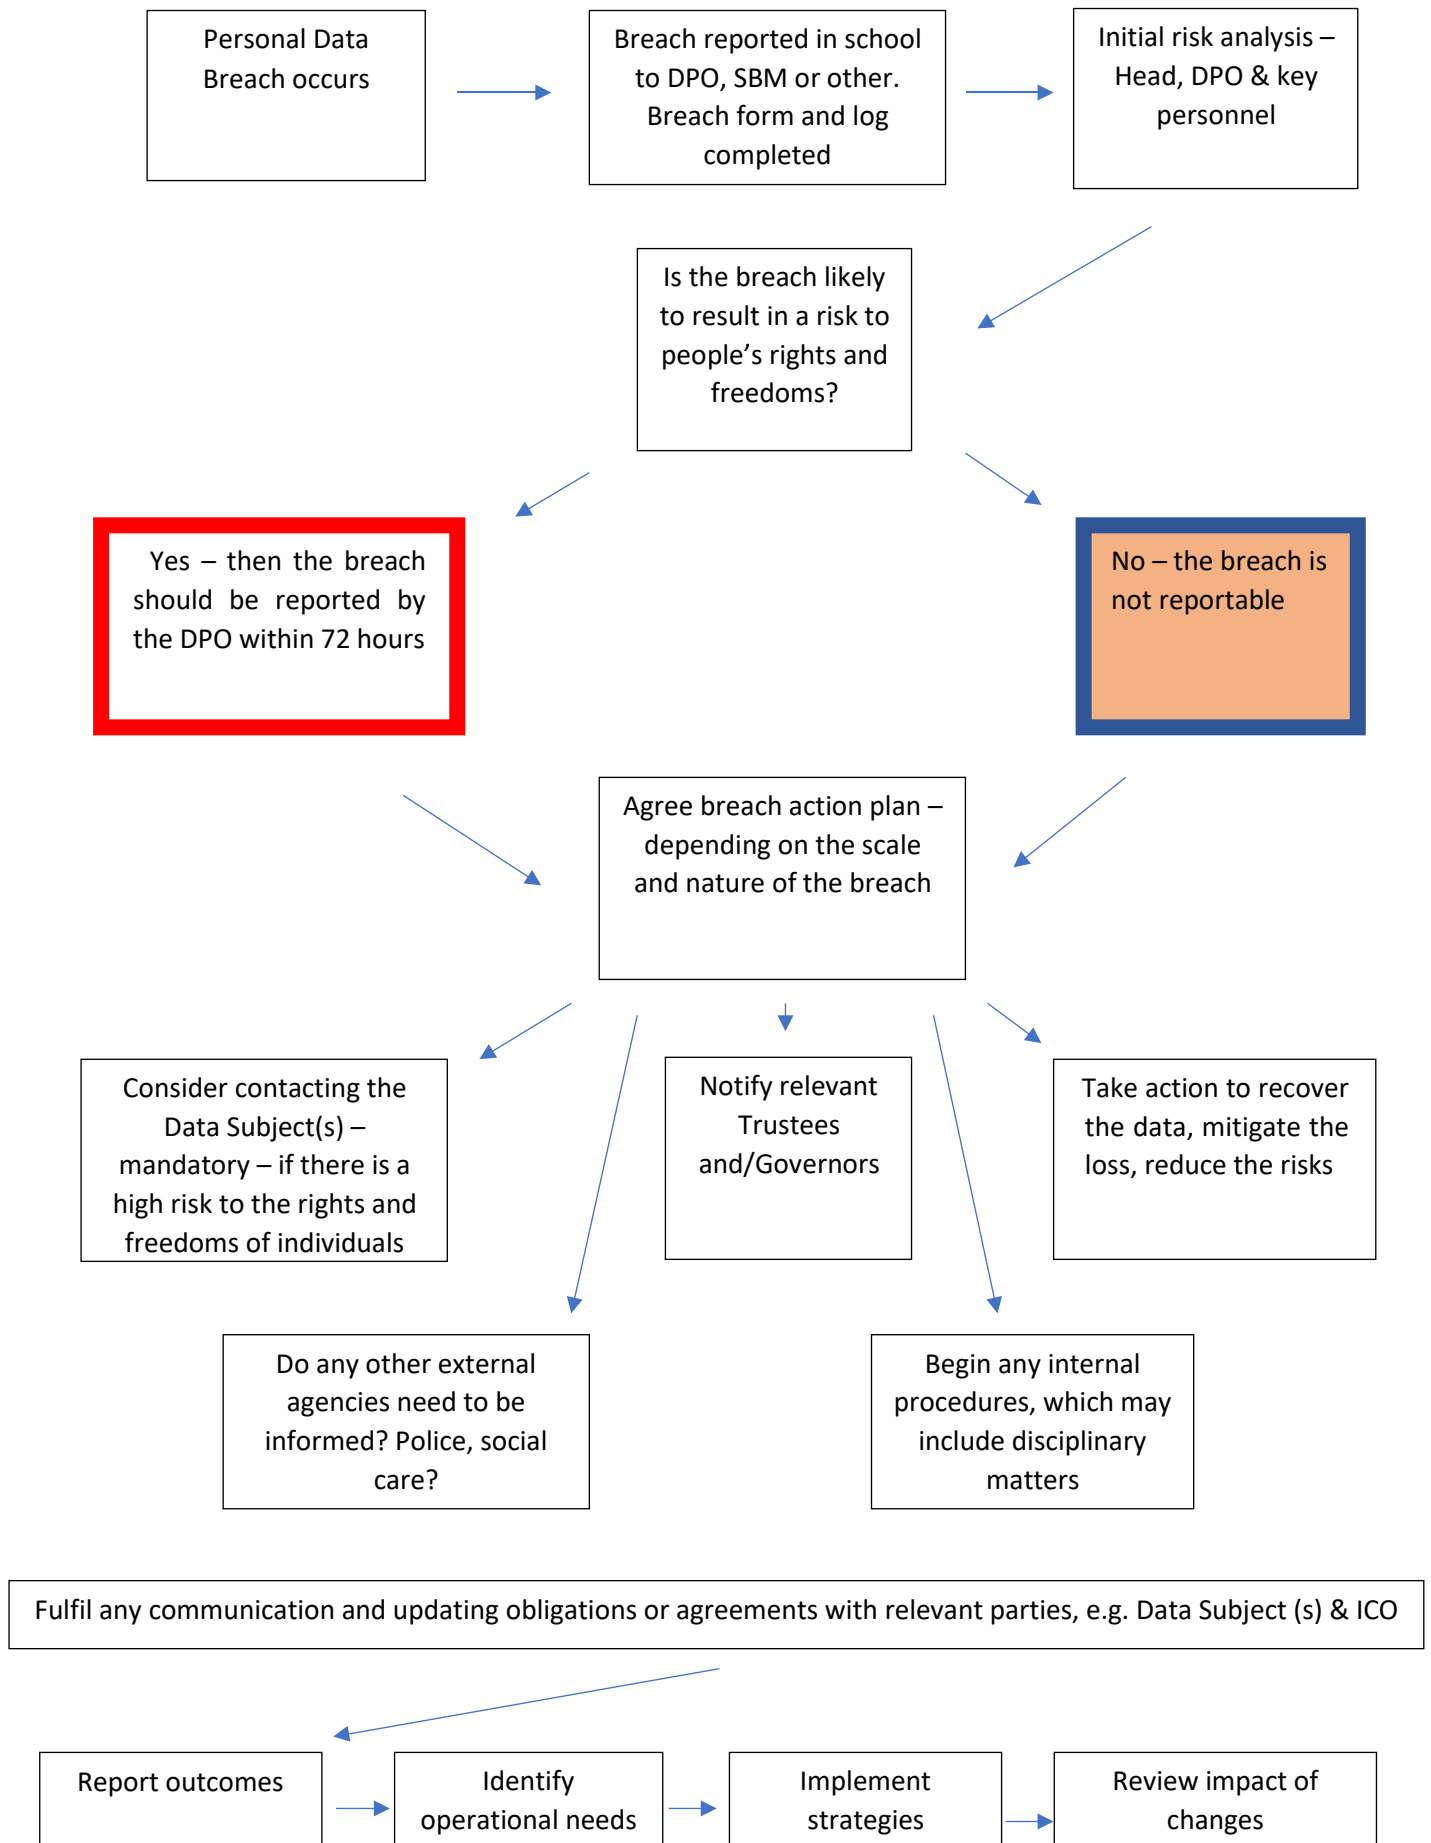 Personal Data
Breach occurs
Breach reported in school
to DPO, SBM or other.
Breach form and log
completed
Initial risk analysis –
Head, DPO & key
personnel
Is the breach likely
to result in a risk to
people’s rights and
freedoms?
Yes – then the breach
should be reported by
the DPO within 72 hours
No – the breach is
not reportable
Agree breach action plan –
depending on the scale
and nature of the breach
Consider contacting the
Data Subject(s) –
mandatory – if there is a
high risk to the rights and
freedoms of individuals
Notify relevant
Trustees
and/Governors
Take action to recover
the data, mitigate the
loss, reduce the risks
Do any other external
agencies need to be
informed? Police, social
care?
Begin any internal
procedures, which may
include disciplinary
matters
Fulfil any communication and updating obligations or agreements with relevant parties, e.g. Data Subject (s) & ICO
Report outcomes
Identify
operational needs
Implement
strategies
Review impact of
changes